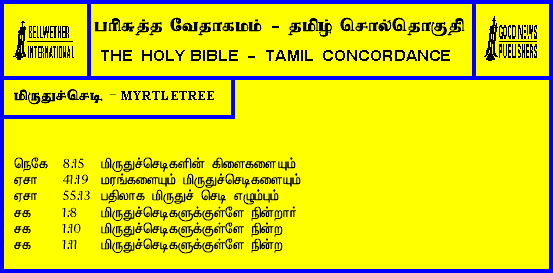 BELLWETHER
INTERNATIONAL
பரிசுத்த வேதாகமம் - தமிழ் சொல்தொகுதி
THE HOLY BIBLE - TAMIL CONCORDANCE
GOOD NEWS
PUBLISHERS
மிருதுச்செடி - MYRTLETREE
நெகே 8:15 மிருதுச்செடிகளின் கிளைகளையும்
ஏசா 41:19 மரங்களையும் மிருதுச்செடிகளையும்
ஏசா 55:13 பதிலாக மிருதுச் செடி எழும்பும்
சக 1:8 மிருதுச்செடிகளுக்குள்ளே நின்றார்
சக 1:10 மிருதுச்செடிகளுக்குள்ளே நின்ற
சக 1:11 மிருதுச்செடிகளுக்குள்ளே நின்ற